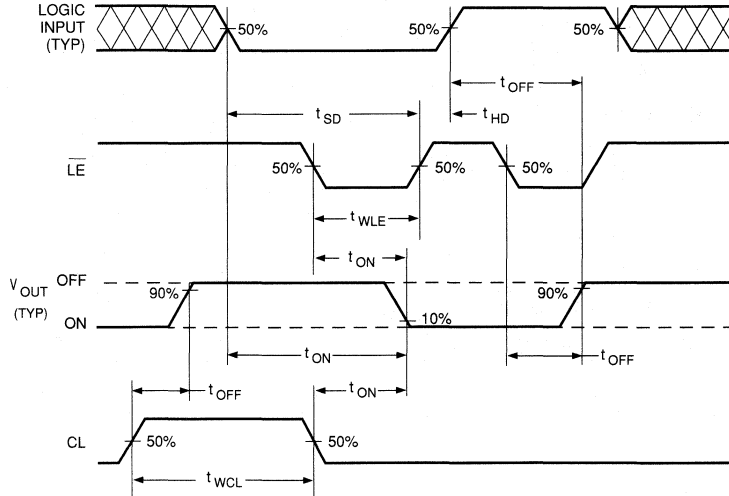 LOGIC
INPUT
(TYP)
50%
50%
50%
t OFF
t SD
t HD
LE
50%
50%
50%
t WLE
t ON
V OUT
(TYP)
OFF
90%
90%
ON
10%
t ON
t OFF
t OFF
t ON
CL
50%
50%
t WCL